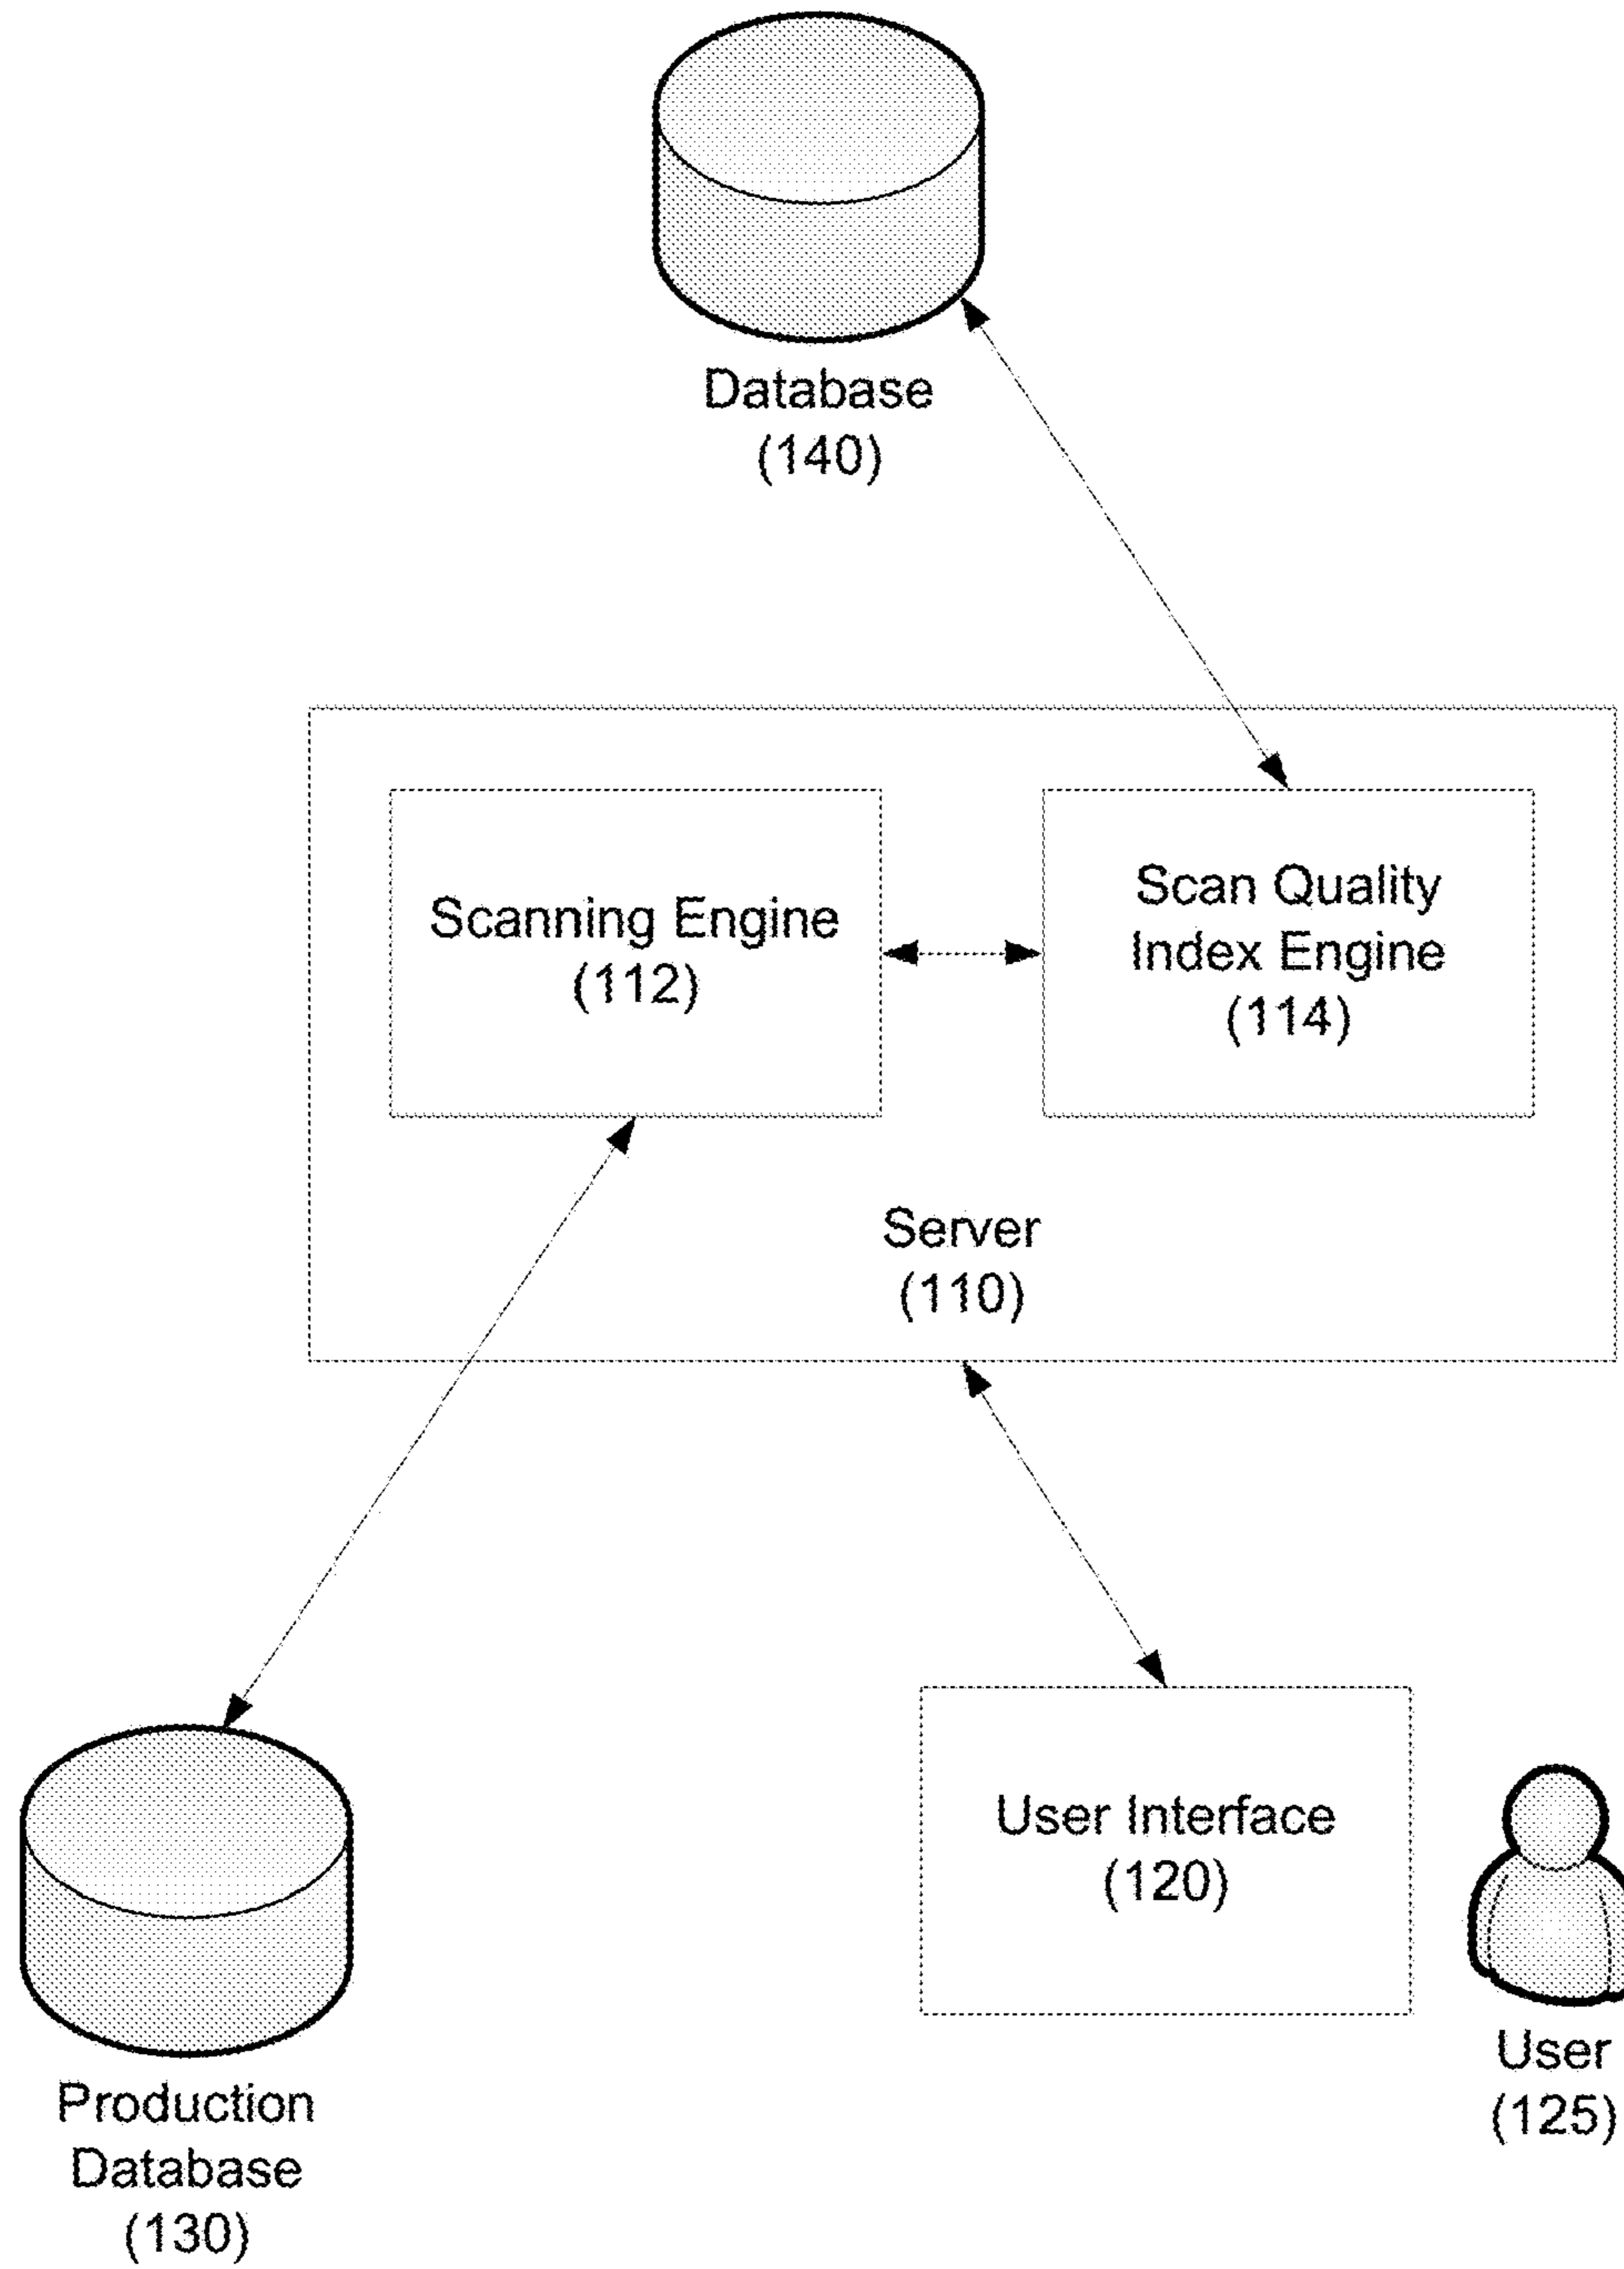 Database
(140)
Scanning Engine
(112)
Scan Quality
Index Engine
(114)
Server
(110)
User Interface
(120)
User
(125)
Production
Database
(130)